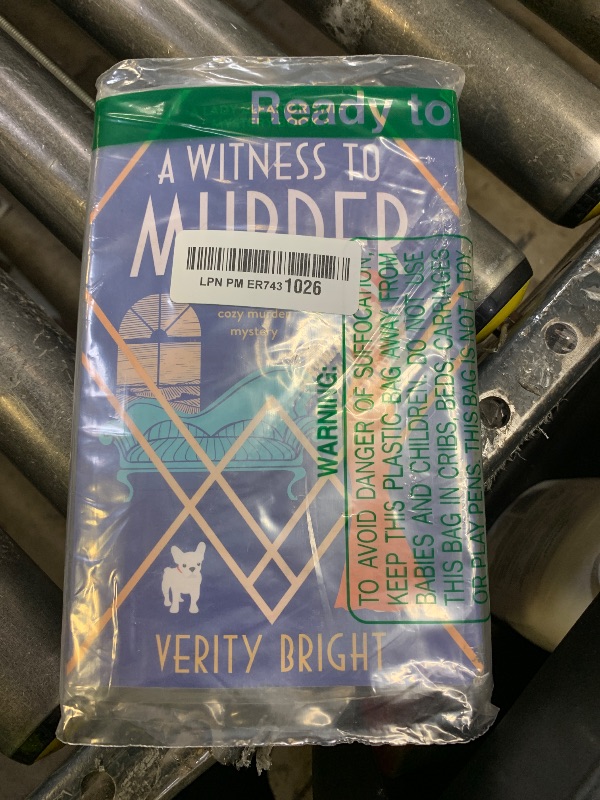 Ready to
A WITNESS TO
MURDER
LPN PM ER7431026
cozy murder
mystery
WARNING:
TO AVOID DANGER OF SUFFOCATION,
KEEP THIS PLASTIC BAG AWAY FROM
BABIES AND CHILDREN. DO NOT USE
THIS BAG IN CRIBS, BEDS, CARRIAGES
OR PLAY PENS. THIS BAG IS NOT A TOY
VERITY BRIGHT